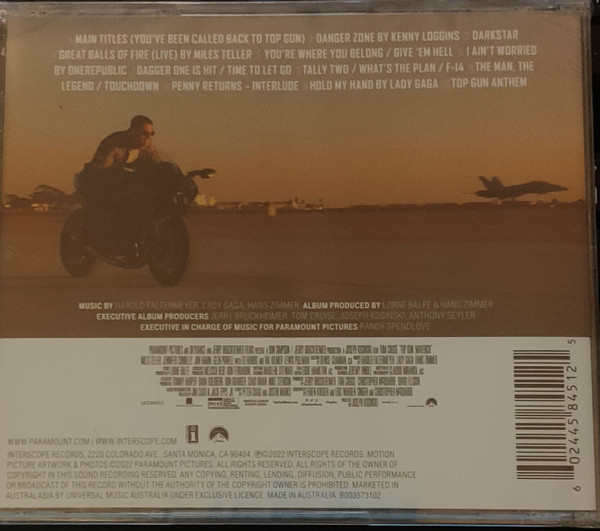 MAIN TITLES (YOU'VE BEEN CALLED BACK TO TOP GUN) DANGER ZONE BY KENNY LOGGINS DARKSTAR
GREAT BALLS OF FIRE (LIVE) BY MILES TELLER YOU'RE WHERE YOU BELONG / GIVE 'EM HELL I AIN'T WORRIED
BY ONEREPUBLIC DAGGER ONE IS HIT / TIME TO LET GO TALLY TWO / WHAT'S THE PLAN / F-14 THE MAN, THE
LEGEND / TOUCHDOWN PENNY RETURNS - INTERLUDE HOLD MY HAND BY LADY GAGA TOP GUN ANTHEM
MUSIC BY HAROLD FALTERMEYER, LADY GAGA, HANS ZIMMER ALBUM PRODUCED BY LORNE BALFE & HANS ZIMMER
EXECUTIVE ALBUM PRODUCERS JERRY BRUCKHEIMER, TOM CRUISE, JOSEPH KOSINSKI, ANTHONY SEYLER
EXECUTIVE IN CHARGE OF MUSIC FOR PARAMOUNT PICTURES RANDY SPENDLOVE
WWW.PARAMOUNT.COM | WWW.INTERSCOPE.COM
INTERSCOPE RECORDS, 2220 COLORADO AVE., SANTA MONICA, CA 90404 ℗©2022 INTERSCOPE RECORDS. MOTION
PICTURE ARTWORK & PHOTOS ©2022 PARAMOUNT PICTURES. ALL RIGHTS RESERVED. ALL RIGHTS OF THE OWNER OF
COPYRIGHT IN THIS SOUND RECORDING RESERVED. ANY COPYING, RENTING, LENDING, DIFFUSION, PUBLIC PERFORMANCE
OR BROADCAST OF THIS RECORD WITHOUT THE AUTHORITY OF THE COPYRIGHT OWNER IS PROHIBITED. MARKETED IN
AUSTRALASIA BY UNIVERSAL MUSIC AUSTRALIA UNDER EXCLUSIVE LICENCE. MADE IN AUSTRALIA B003573102
6 02445 84512 5